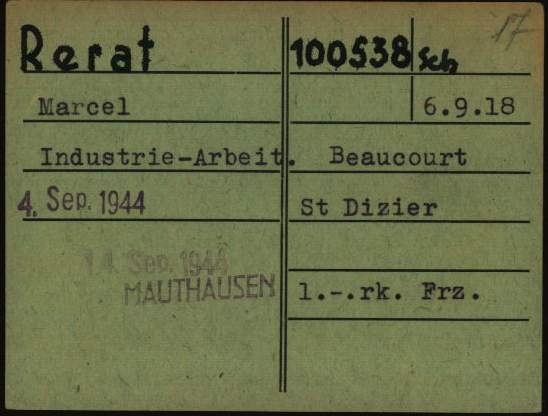 17
Rerat 100538 Sch
Marcel 6.9.18
Industrie-Arbeit. Beaucourt
4. Sep. 1944 St Dizier
14. Sep. 1944
MAUTHAUSEN l.-.rk. Frz.